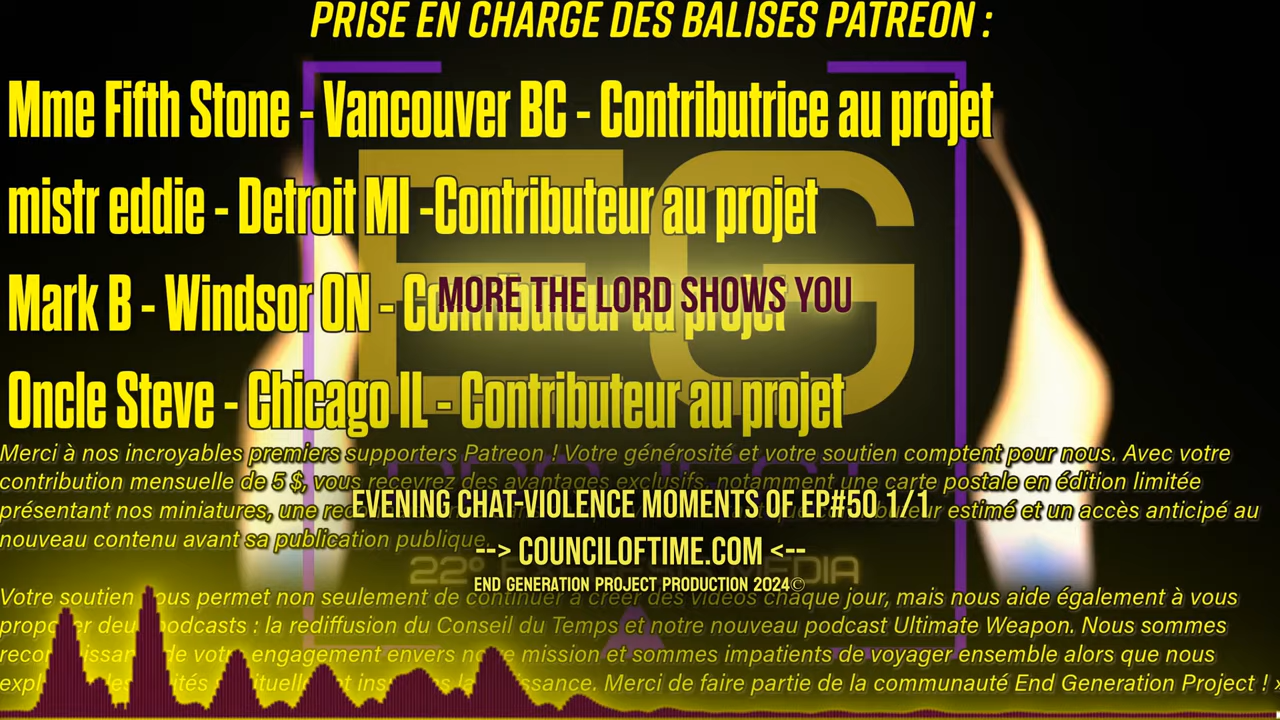 PRISE EN CHARGE DES BALISES PATREON :
Mme Fifth Stone - Vancouver BC - Contributrice au projet
mistr eddie - Detroit MI -Contributeur au projet
Mark B - Windsor ON - Contributeur au projet
MORE THE LORD SHOWS YOU
Oncle Steve - Chicago IL - Contributeur au projet
EG
Merci à nos incroyables premiers supporters Patreon ! Votre générosité et votre soutien comptent pour nous. Avec votre
contribution mensuelle de 5 $, vous recevrez des avantages exclusifs, notamment une carte postale en édition limitée
présentant nos miniatures, une estimé et un accès anticipé au
nouveau contenu avant sa publication publique.
EVENING CHAT-VIOLENCE MOMENTS OF EP#50 1/1
--> COUNCILOFTIME.COM <--
END GENERATION PROJECT PRODUCTION 2024©
Votre soutien nous permet non seulement de continuer à créer des vidéos chaque jour, mais nous aide également à vous
proposer deux podcasts : la rediffusion du Conseil du Temps et notre nouveau podcast Ultimate Weapon. Nous sommes
reconnaissants de votre engagement envers notre mission et sommes impatients de voyager ensemble alors que nous
Merci de faire partie de la communauté End Generation Project ! »